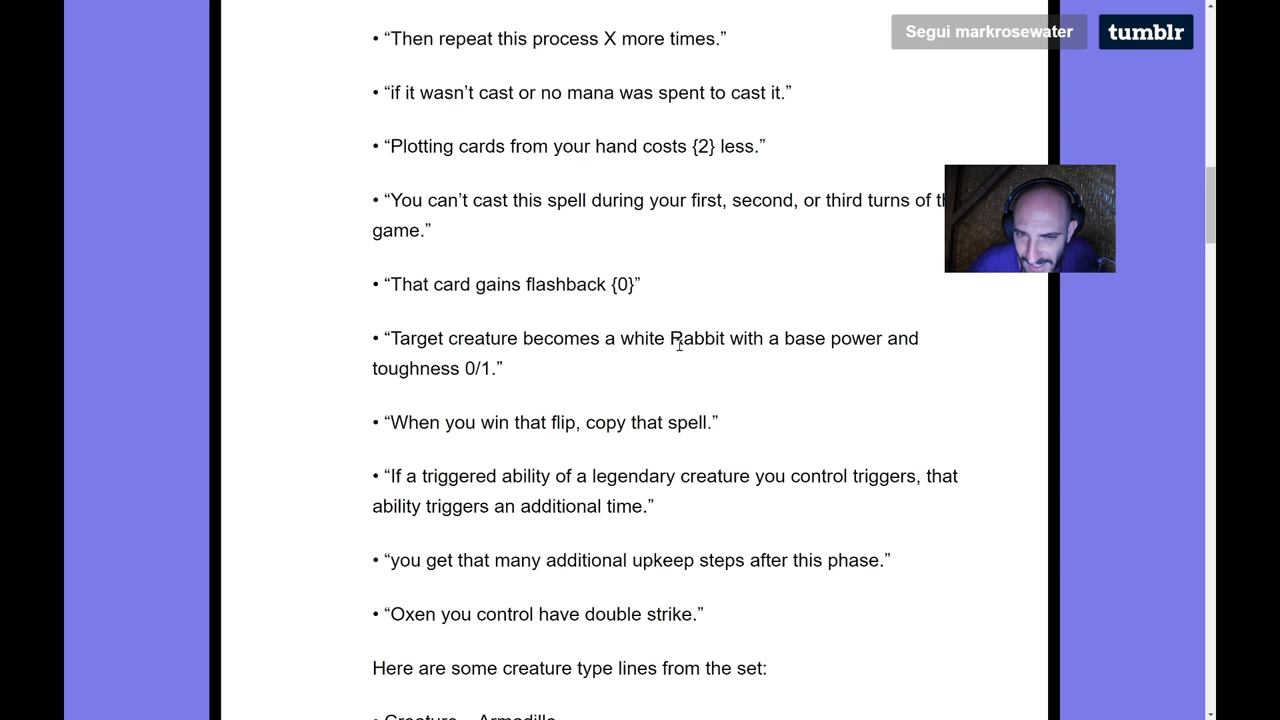 • “Then repeat this process X more times.”
Segui markrosewater
tumblr
• “if it wasn’t cast or no mana was spent to cast it.”
• “Plotting cards from your hand costs {2} less.”
• “You can’t cast this spell during your first, second, or third turns of
game.”
• “That card gains flashback {0}”
• “Target creature becomes a white Rabbit with a base power and
toughness 0/1.”
• “When you win that flip, copy that spell.”
• “If a triggered ability of a legendary creature you control triggers, that
ability triggers an additional time.”
• “you get that many additional upkeep steps after this phase.”
• “Oxen you control have double strike.”
Here are some creature type lines from the set:
• Creature – Armadillo